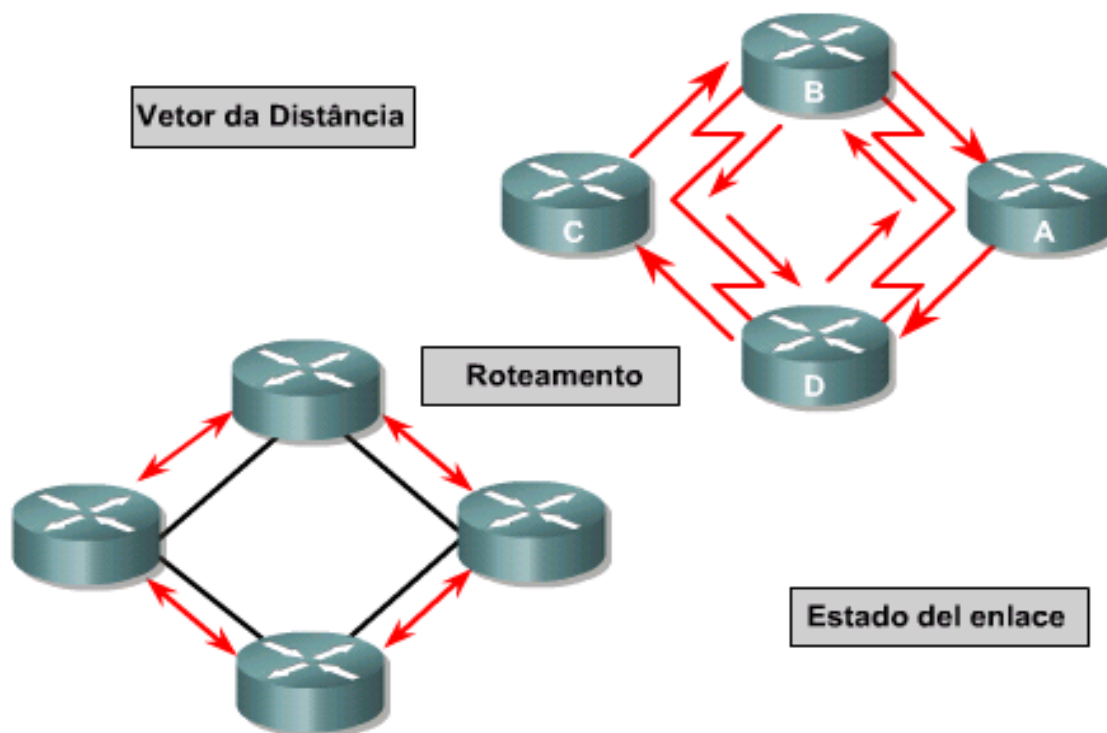 B
Vetor da Distância
C
A
D
Roteamento
Estado del enlace